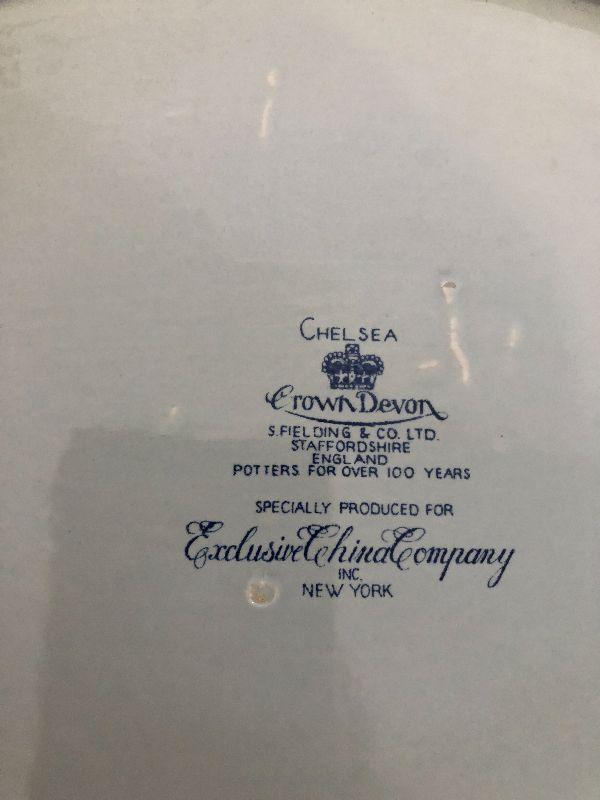 CHELSEA
Crown Devon
S. FIELDING & CO. LTD.
STAFFORDSHIRE
ENGLAND
POTTERS FOR OVER 100 YEARS
SPECIALLY PRODUCED FOR
Exclusive China Company
INC.
NEW YORK